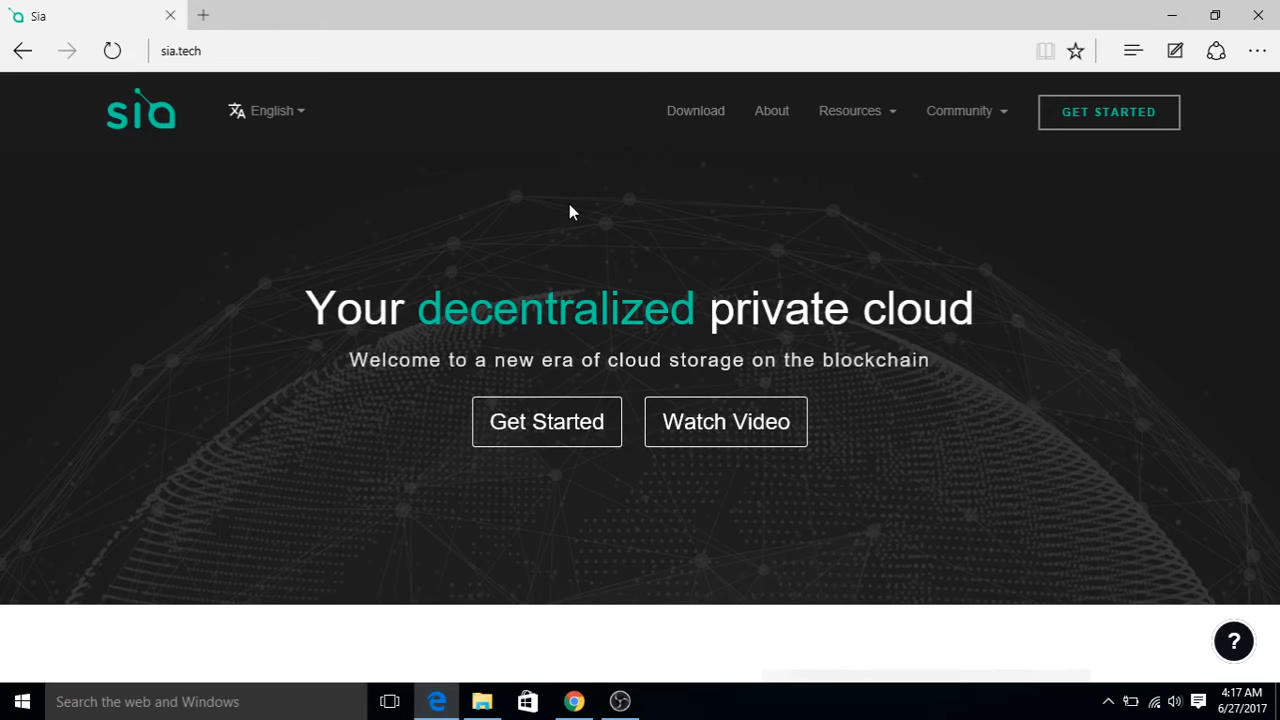 Sia
sia.tech
sia
English
Download
About
Resources
Community
GET STARTED
Your decentralized private cloud
Welcome to a new era of cloud storage on the blockchain
Get Started
Watch Video
?
Search the web and Windows
4:17 AM
6/27/2017